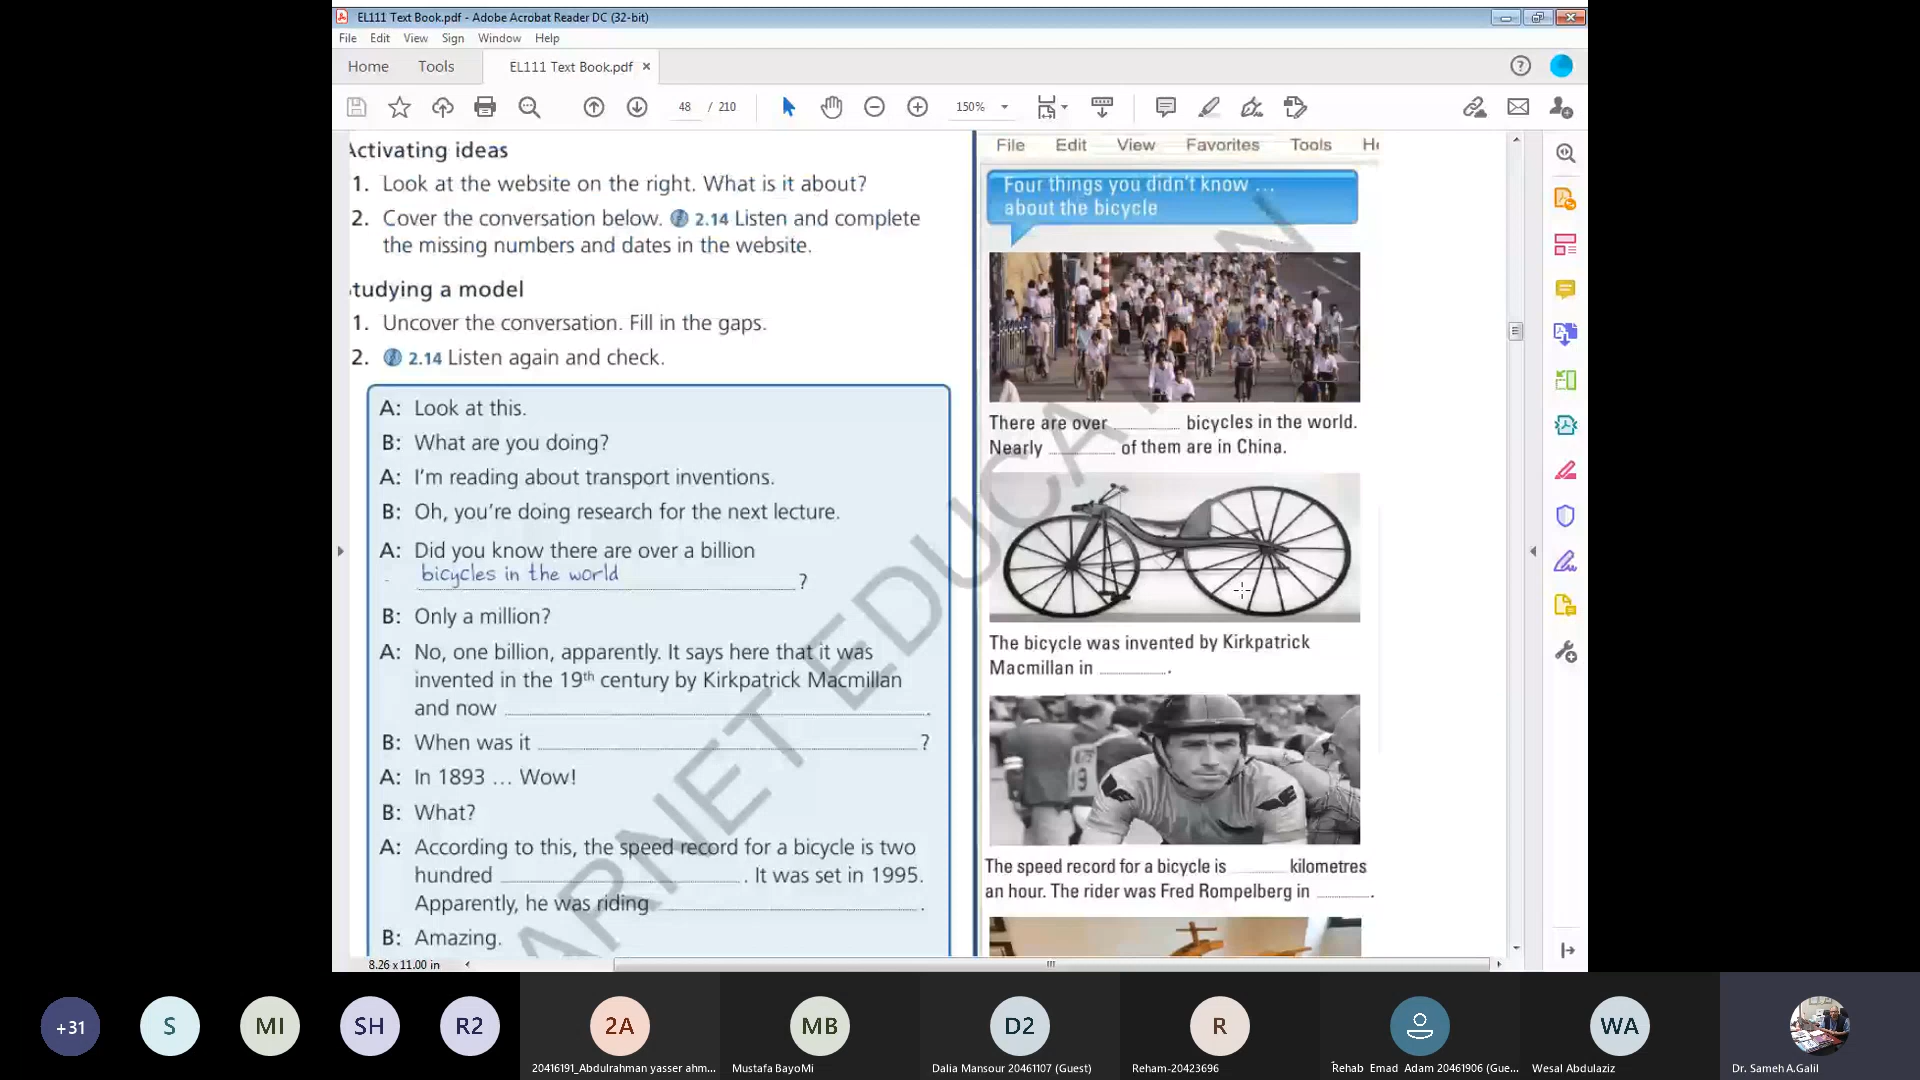 EL111 Text Book.pdf - Adobe Acrobat Reader DC (32-bit)
File Edit View Sign Window Help
Home Tools EL111 Text Book.pdf
48 / 210 150%
Activating ideas
1. Look at the website on the right. What is it about?
2. Cover the conversation below. 2.14 Listen and complete
the missing numbers and dates in the website.
Studying a model
1. Uncover the conversation. Fill in the gaps.
2. 2.14 Listen again and check.
A: Look at this.
B: What are you doing?
A: I'm reading about transport inventions.
B: Oh, you're doing research for the next lecture.
A: Did you know there are over a billion
bicycles in the world ?
B: Only a million?
A: No, one billion, apparently. It says here that it was
invented in the 19th century by Kirkpatrick Macmillan
and now .
B: When was it ?
A: In 1893 ... Wow!
B: What?
A: According to this, the speed record for a bicycle is two
hundred . It was set in 1995.
Apparently, he was riding .
B: Amazing.
8.26 x 11.00 in
File Edit View Favorites Tools He
Four things you didn't know ...
about the bicycle
There are over ______ bicycles in the world.
Nearly ______ of them are in China.
The bicycle was invented by Kirkpatrick
Macmillan in ______.
The speed record for a bicycle is ______ kilometres
an hour. The rider was Fred Rompelberg in ______.
ARNET EDUCATION
+31 S MI SH R2 2A MB D2 R WA
20416191_Abdulrahman yasser ahm... Mustafa BayoMi Dalia Mansour 20461107 (Guest) Reham-20423696 Rehab Emad Adam 20461906 (Gue... Wesal Abdulaziz Dr. Sameh A.Galil